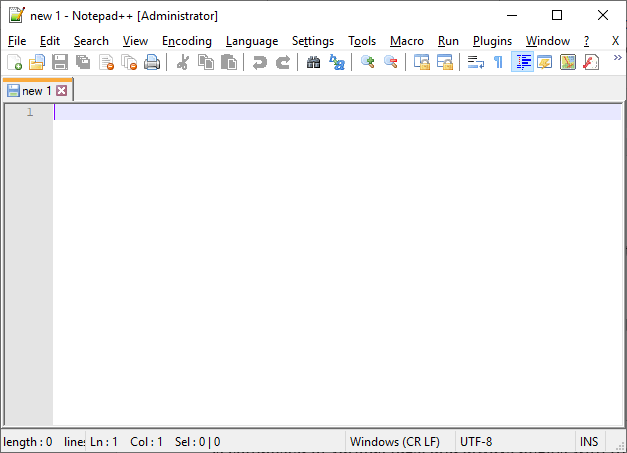 new 1 - Notepad++ [Administrator]
File Edit Search View Encoding Language Settings Tools Macro Run Plugins Window ? X
new 1
1
length : 0 lines Ln : 1 Col : 1 Sel : 0 | 0 Windows (CR LF) UTF-8 INS